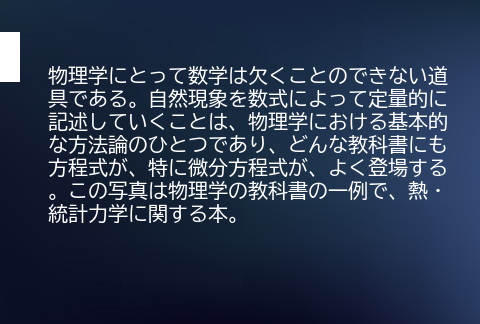 物理学にとって数学は欠くことのできない道
具である。自然現象を数式によって定量的に
記述していくことは、物理学における基本的
な方法論のひとつであり、どんな教科書にも
方程式が、特に微分方程式が、よく登場する
。この写真は物理学の教科書の一例で、熱・
統計力学に関する本。